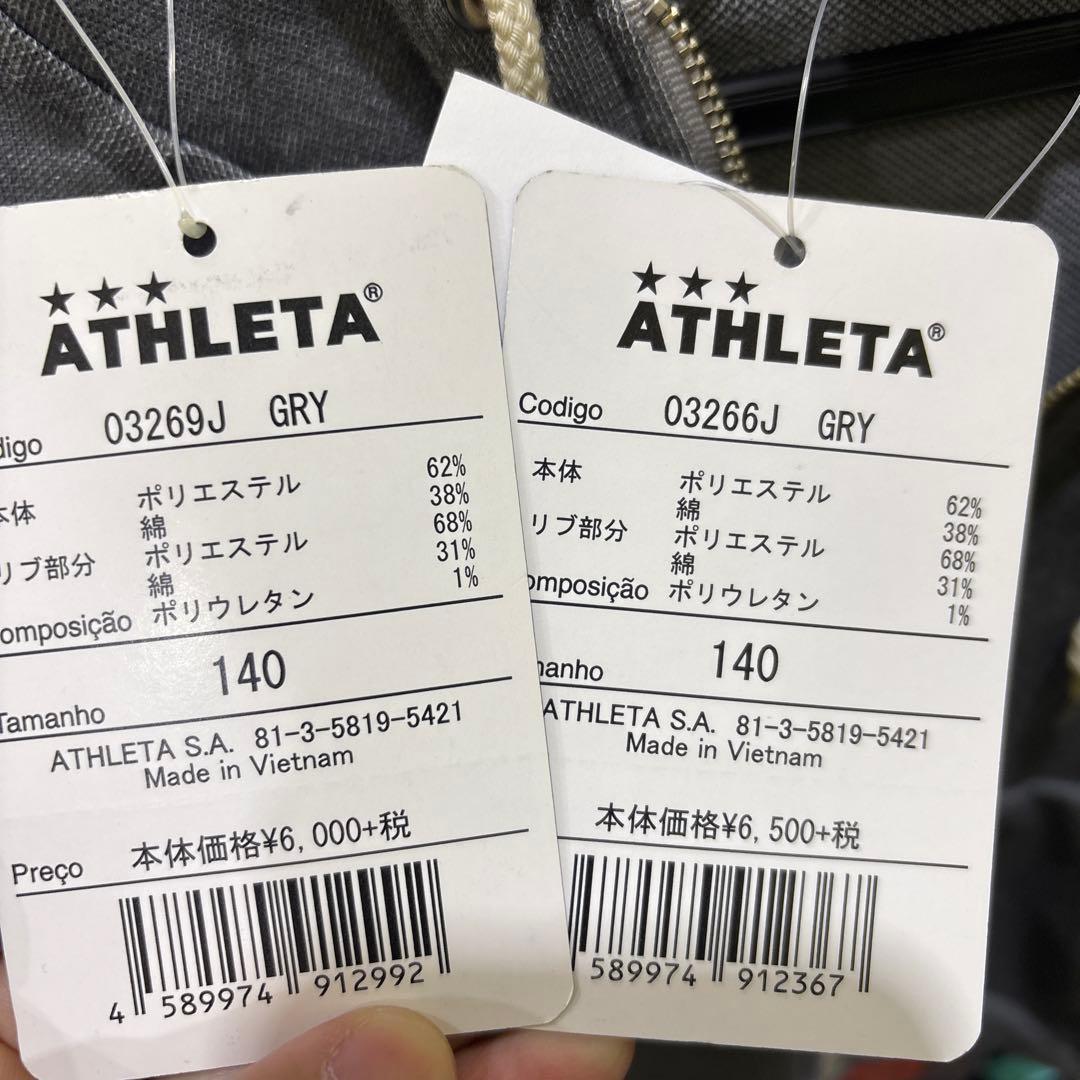 ★★★
ATHLETA®
digo 03269J GRY
本体 ポリエステル 62%
綿 38%
リブ部分 ポリエステル 68%
綿 31%
omposição ポリウレタン 1%
Tamanho 140
ATHLETA S.A. 81-3-5819-5421
Made in Vietnam
Preço 本体価格¥6,000+税
4 589974 912992
★★★
ATHLETA®
Codigo 03266J GRY
本体 ポリエステル 62%
綿 38%
リブ部分 ポリエステル 68%
綿 31%
omposição ポリウレタン 1%
manho 140
ATHLETA S.A. 81-3-5819-5421
Made in Vietnam
本体価格¥6,500+税
589974 912367